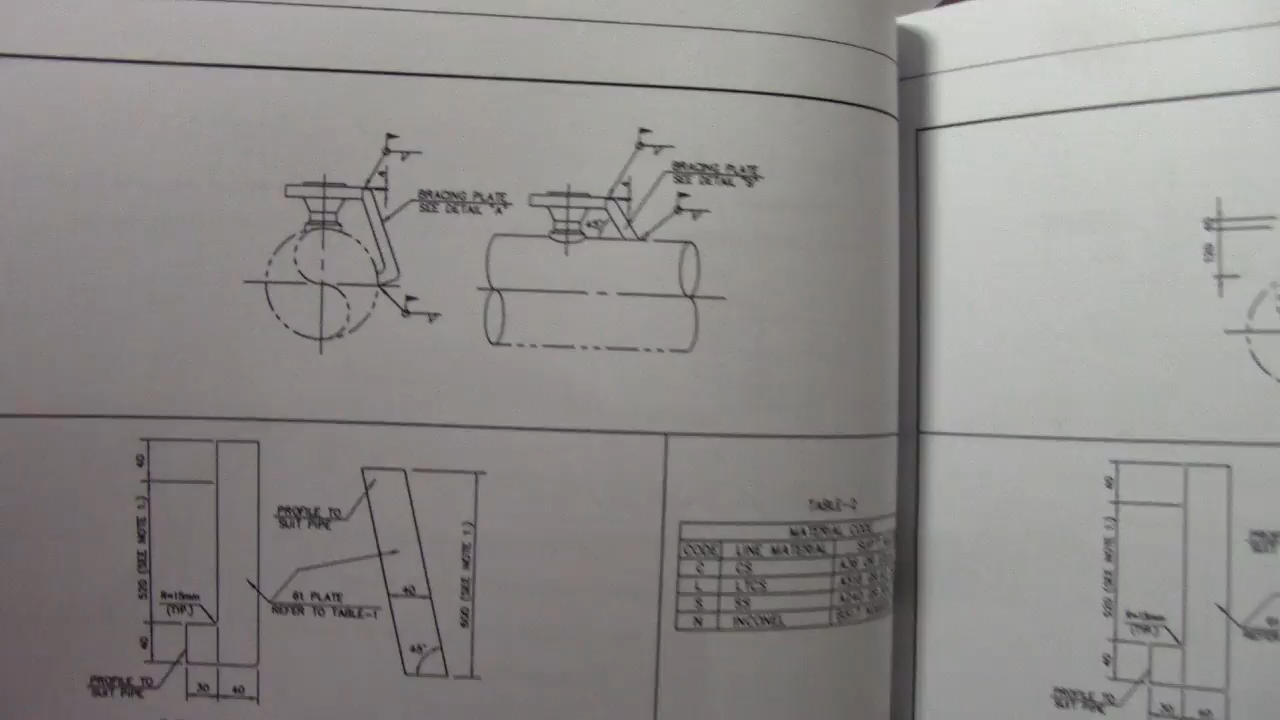 BRACING PLATE
SEE DETAIL "A"
BRACING PLATE
SEE DETAIL "B"
45°
120
40
520 (SEE NOTE 1.)
R=15mm
(TYP.)
40
PROFILE TO
SUIT PIPE
30
40
PROFILE TO
SUIT PIPE
61 PLATE
REFER TO TABLE-1
40
45°
500 (SEE NOTE 1.)
TABLE-2
MATERIAL CODE
CODE
LINE MATERIAL
C
CS
L
LTCS
S
SS
N
INCONEL
40
520 (SEE NOTE 1.)
R=15mm
(TYP.)
40
PROFILE TO
SUIT PIPE
30
40